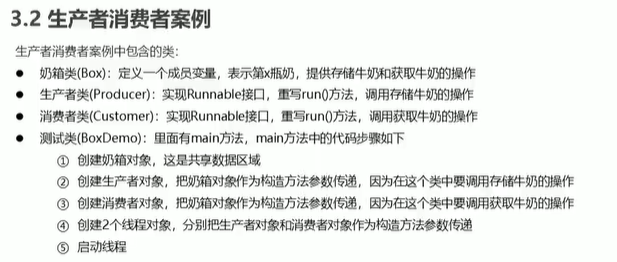 3.2 生产者消费者案例
生产者消费者案例中包含的类：
● 奶箱类(Box)：定义一个成员变量，表示第x瓶奶，提供存储牛奶和获取牛奶的操作
● 生产者类(Producer)：实现Runnable接口，重写run()方法，调用存储牛奶的操作
● 消费者类(Customer)：实现Runnable接口，重写run()方法，调用获取牛奶的操作
● 测试类(BoxDemo)：里面有main方法，main方法中的代码步骤如下
① 创建奶箱对象，这是共享数据区域
② 创建生产者对象，把奶箱对象作为构造方法参数传递，因为在这个类中要调用存储牛奶的操作
③ 创建消费者对象，把奶箱对象作为构造方法参数传递，因为在这个类中要调用获取牛奶的操作
④ 创建2个线程对象，分别把生产者对象和消费者对象作为构造方法参数传递
⑤ 启动线程